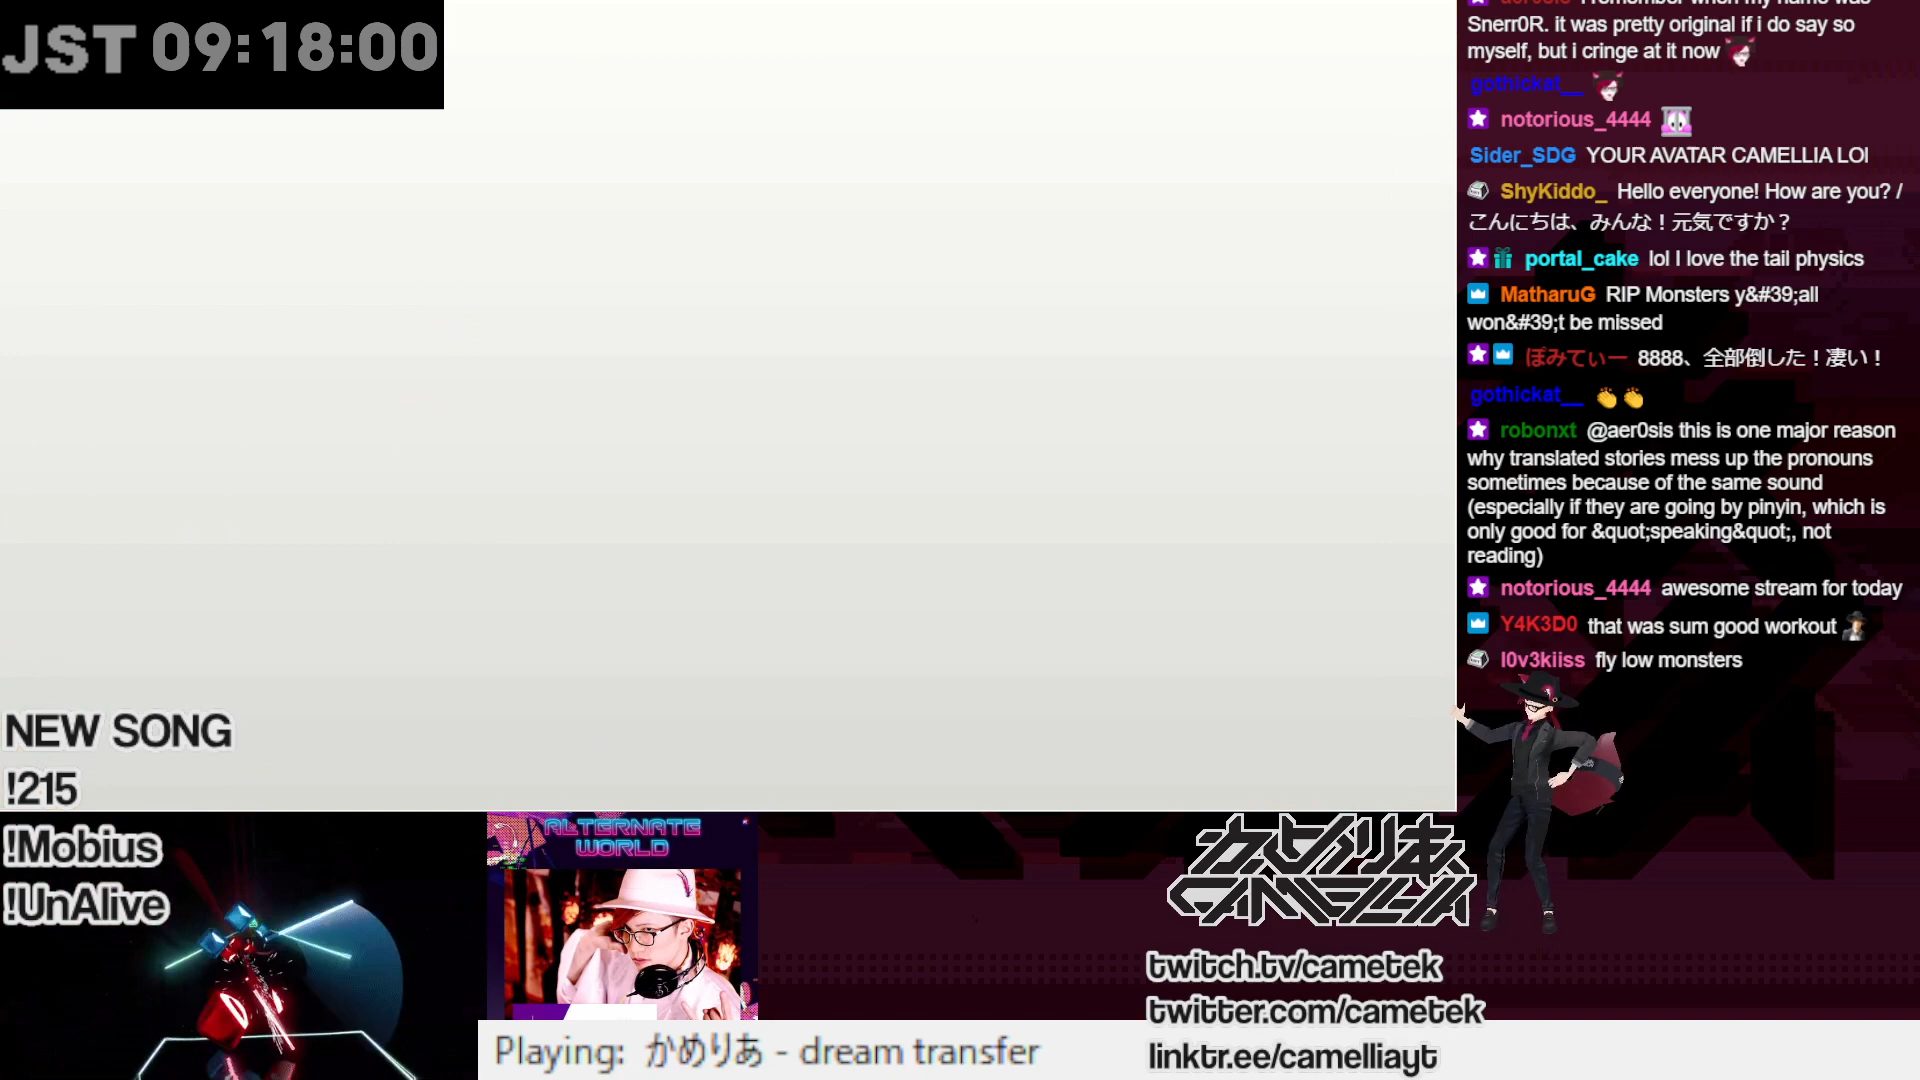 JST 09:18:00
NEW SONG
!215
!Mobius
!UnAlive
ALTERNATE
WORLD
Playing: かめりあ - dream transfer
かめりあ
CAMELLIA
twitch.tv/cametek
twitter.com/cametek
linktr.ee/camelliayt
Snerr0R. it was pretty original if i do say so
myself, but i cringe at it now
gothickat__
notorious_4444
Sider_SDG YOUR AVATAR CAMELLIA LOl
ShyKiddo_ Hello everyone! How are you? /
こんにちは、みんな！元気ですか？
portal_cake lol I love the tail physics
MatharuG RIP Monsters y&#39;all
won&#39;t be missed
ぽみてぃー 8888、全部倒した！凄い！
gothickat__ 👏👏
robonxt @aer0sis this is one major reason
why translated stories mess up the pronouns
sometimes because of the same sound
(especially if they are going by pinyin, which is
only good for &quot;speaking&quot;, not
reading)
notorious_4444 awesome stream for today
Y4K3D0 that was sum good workout
l0v3kiiss fly low monsters